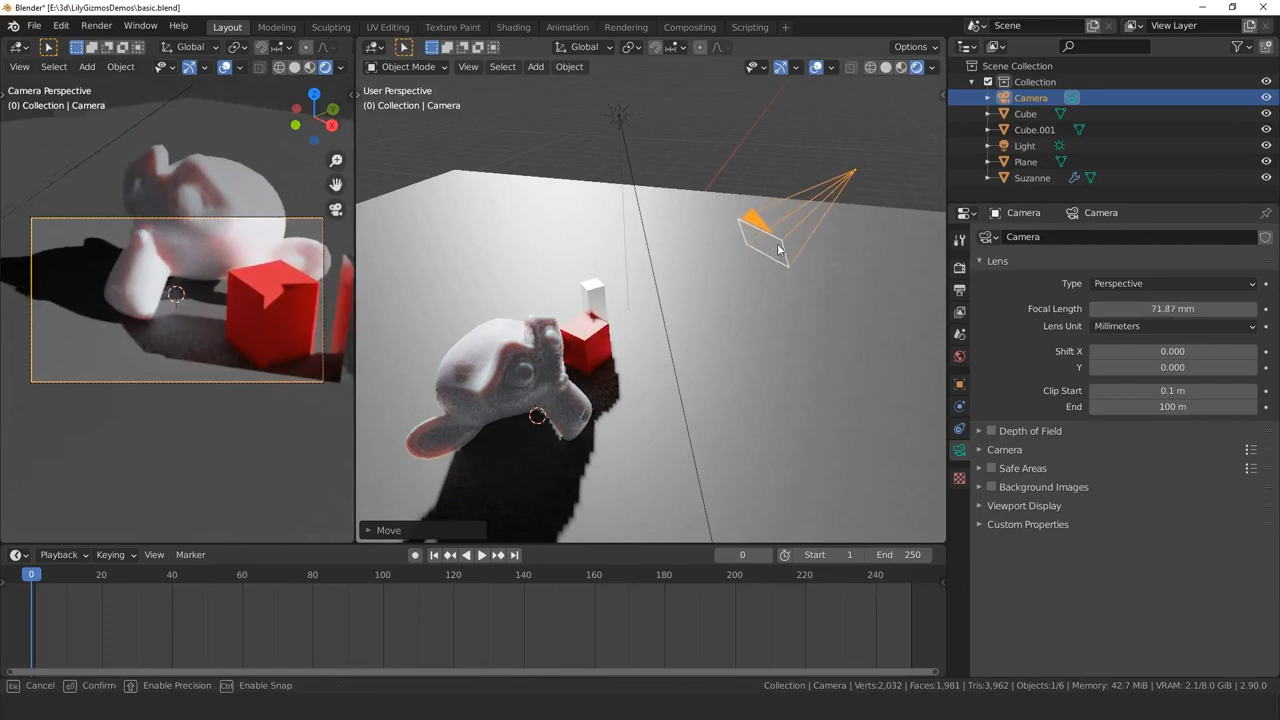 Blender* [E:\3d\LilyGizmosDemos\basic.blend]
File Edit Render Window Help Layout Modeling Sculpting UV Editing Texture Paint Shading Animation Rendering Compositing Scripting + Scene View Layer
Global Global Options
View Select Add Object Object Mode View Select Add Object
Camera Perspective
(0) Collection | Camera
Z
Y
X
User Perspective
(0) Collection | Camera
Move
Scene Collection
Collection
Camera
Cube
Cube.001
Light
Plane
Suzanne
Camera Camera
Camera
Lens
Type Perspective
Focal Length 71.8? mm
Lens Unit Millimeters
Shift X 0.000
Y 0.000
Clip Start 0.1 m
End 100 m
Depth of Field
Camera
Safe Areas
Background Images
Viewport Display
Custom Properties
Playback Keying View Marker 0 Start 1 End 250
0 20 40 60 80 100 120 140 160 180 200 220 240
Esc Cancel Confirm Enable Precision Ctrl Enable Snap Collection | Camera | Verts:2,032 | Faces:1,981 | Tris:3,962 | Objects:1/6 | Memory: 42.7 MiB | VRAM: 2.1/8.0 GiB | 2.90.0